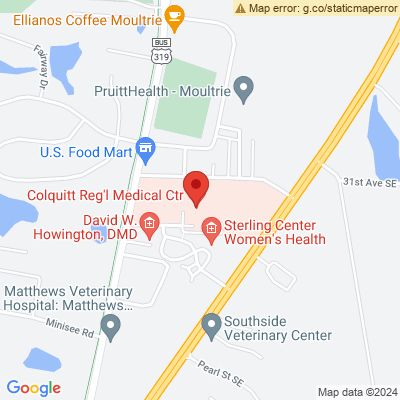 Map error: g.co/staticmaperror
Ellianos Coffee Moultrie
Fairway Dr
BUS
319
PruittHealth - Moultrie
U.S. Food Mart
31st Ave SE
Colquitt Reg'l Medical Ctr
David W.
Howington, DMD
Sterling Center
Women's Health
Matthews Veterinary
Hospital: Matthews...
Minisee Rd
Southside
Veterinary Center
Pearl St SE
Google
Map data ©2024